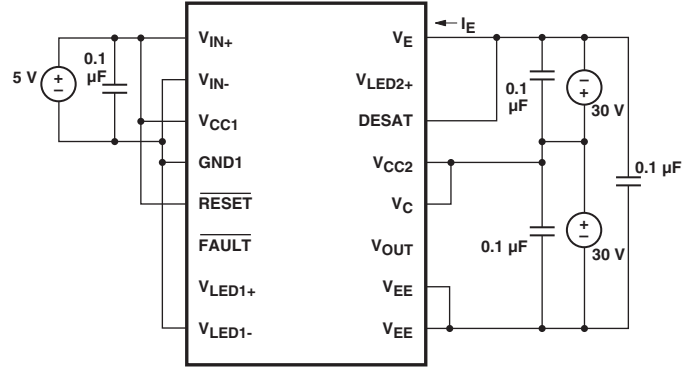 V_IN+
V_IN-
V_CC1
GND1
RESET
FAULT
V_LED1+
V_LED1-
5 V
+
−
0.1
µF
I_E
V_E
V_LED2+
DESAT
V_CC2
V_C
V_OUT
V_EE
V_EE
0.1
µF
−
+
30 V
0.1 µF
0.1 µF
+
−
30 V